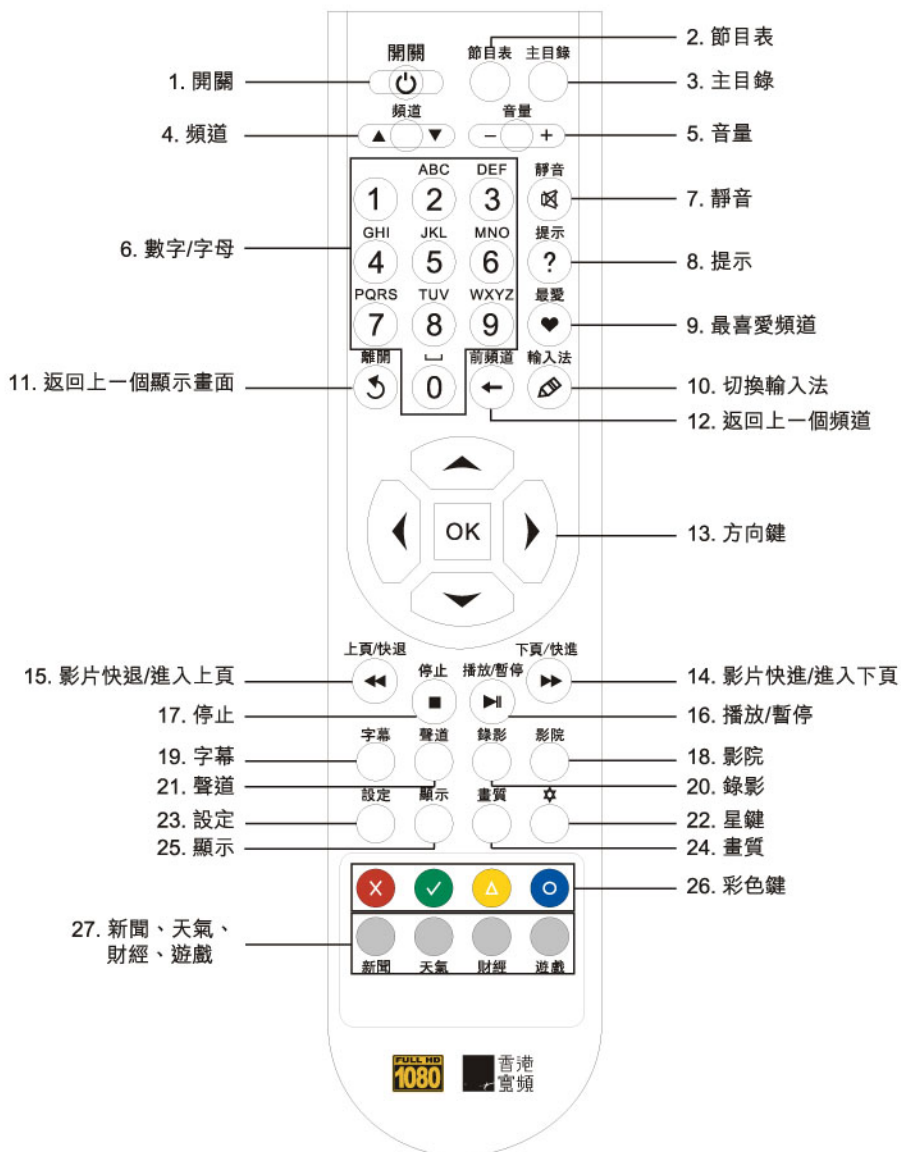 2. 節目表
開關
節目表
主目錄
1. 開關
3. 主目錄
頻道
音量
4. 頻道
▲ ▼
− +
5. 音量
ABC
DEF
靜音
1
2
3
7. 靜音
GHI
JKL
MNO
提示
6. 數字/字母
4
5
6
?
8. 提示
PQRS
TUV
WXYZ
最愛
7
8
9
9. 最喜愛頻道
離開
前頻道
輸入法
11. 返回上一個顯示畫面
0
10. 切換輸入法
12. 返回上一個頻道
OK
13. 方向鍵
上頁/快退
下頁/快進
停止
播放/暫停
15. 影片快退/進入上頁
14. 影片快進/進入下頁
17. 停止
16. 播放/暫停
字幕
聲道
錄影
影院
19. 字幕
18. 影院
21. 聲道
20. 錄影
設定
顯示
畫質
23. 設定
22. 星鍵
25. 顯示
24. 畫質
X
26. 彩色鍵
27. 新聞、天氣、
財經、遊戲
新聞
天氣
財經
遊戲
FULL HD
1080
香港
寬頻